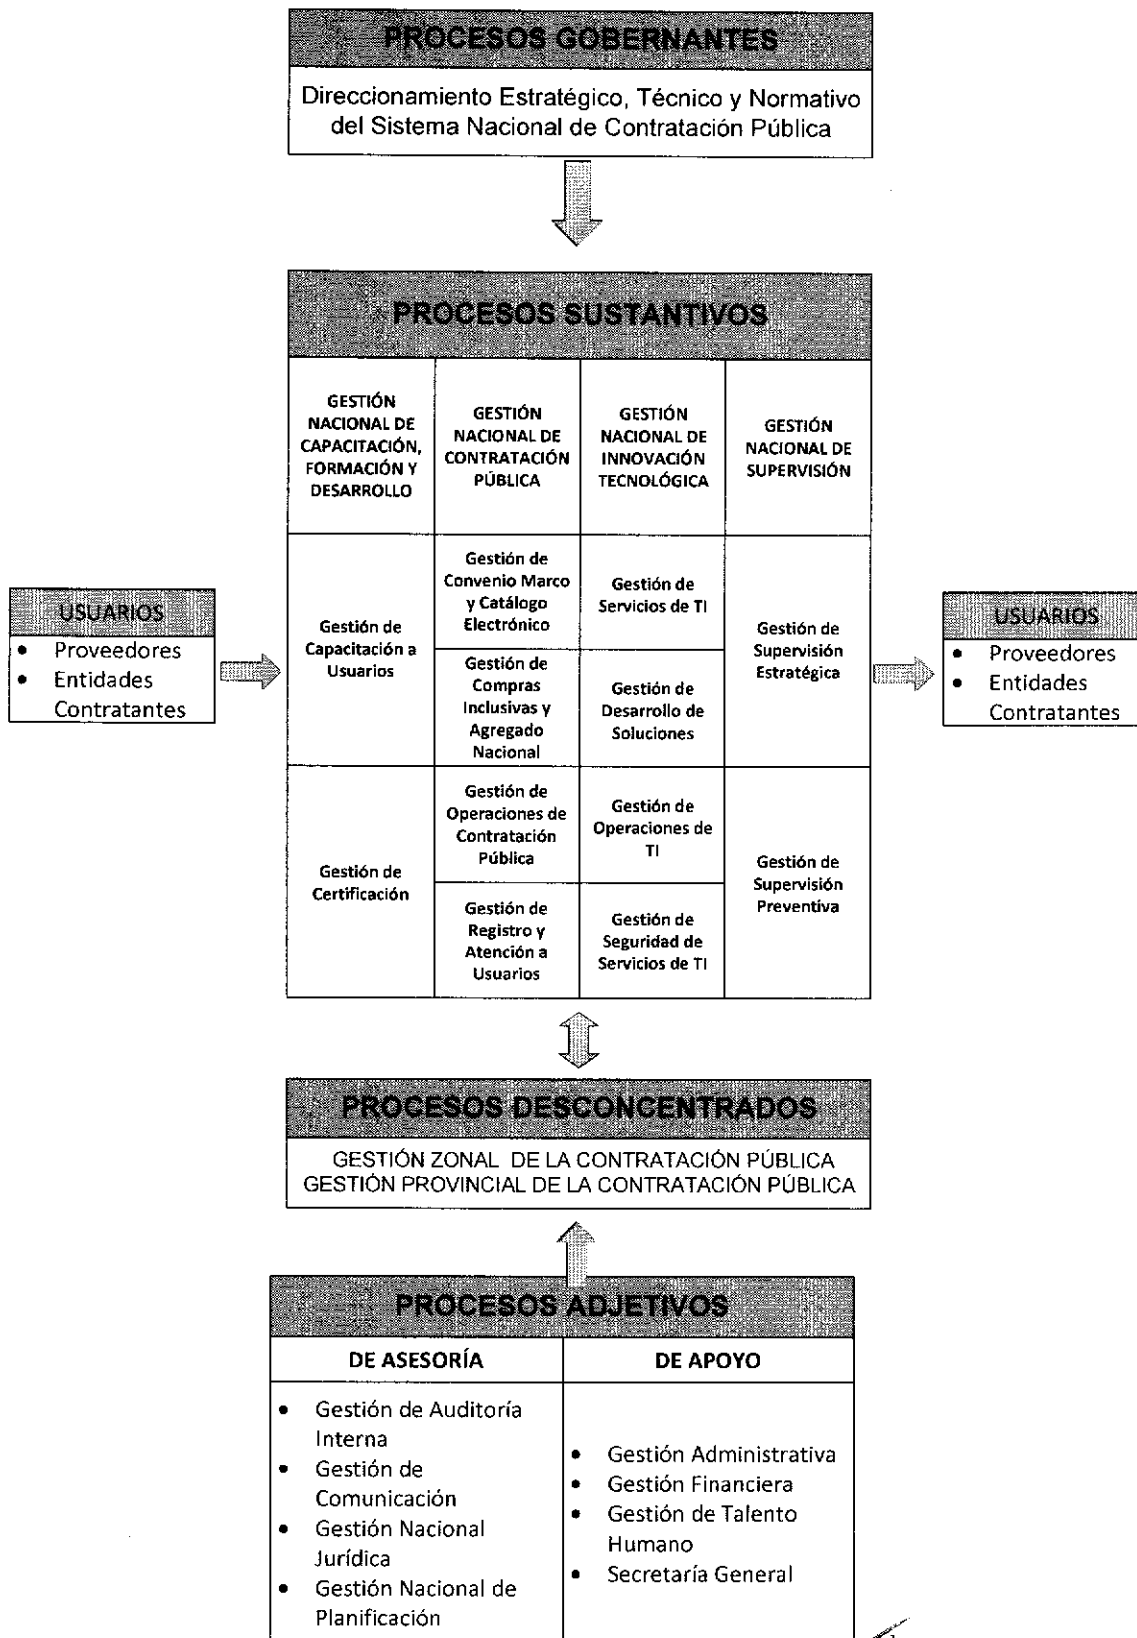 PROCESOS GOBERNANTES
Direccionamiento Estratégico, Técnico y Normativo
del Sistema Nacional de Contratación Pública
PROCESOS SUSTANTIVOS
GESTIÓN
NACIONAL DE
CAPACITACIÓN,
FORMACIÓN Y
DESARROLLO
GESTIÓN
NACIONAL DE
CONTRATACIÓN
PÚBLICA
GESTIÓN
NACIONAL DE
INNOVACIÓN
TECNOLÓGICA
GESTIÓN
NACIONAL DE
SUPERVISIÓN
USUARIOS
• Proveedores
• Entidades
Contratantes
Gestión de
Capacitación a
Usuarios
Gestión de
Certificación
Gestión de
Convenio Marco
y Catálogo
Electrónico
Gestión de
Compras
Inclusivas y
Agregado
Nacional
Gestión de
Operaciones de
Contratación
Pública
Gestión de
Registro y
Atención a
Usuarios
Gestión de
Servicios de TI
Gestión de
Desarrollo de
Soluciones
Gestión de
Operaciones de
TI
Gestión de
Seguridad de
Servicios de TI
Gestión de
Supervisión
Estratégica
Gestión de
Supervisión
Preventiva
USUARIOS
• Proveedores
• Entidades
Contratantes
PROCESOS DESCONCENTRADOS
GESTIÓN ZONAL DE LA CONTRATACIÓN PÚBLICA
GESTIÓN PROVINCIAL DE LA CONTRATACIÓN PÚBLICA
PROCESOS ADJETIVOS
DE ASESORÍA
• Gestión de Auditoría
Interna
• Gestión de
Comunicación
• Gestión Nacional
Jurídica
• Gestión Nacional de
Planificación
DE APOYO
• Gestión Administrativa
• Gestión Financiera
• Gestión de Talento
Humano
• Secretaría General